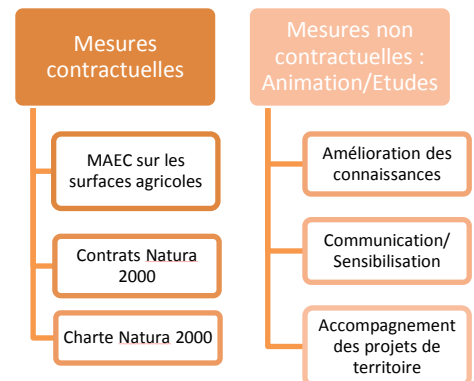 Mesures
contractuelles
MAEC sur les
surfaces agricoles
Contrats Natura
2000
Charte Natura 2000
Mesures non
contractuelles :
Animation/Etudes
Amélioration des
connaissances
Communication/
Sensibilisation
Accompagnement
des projets de
territoire